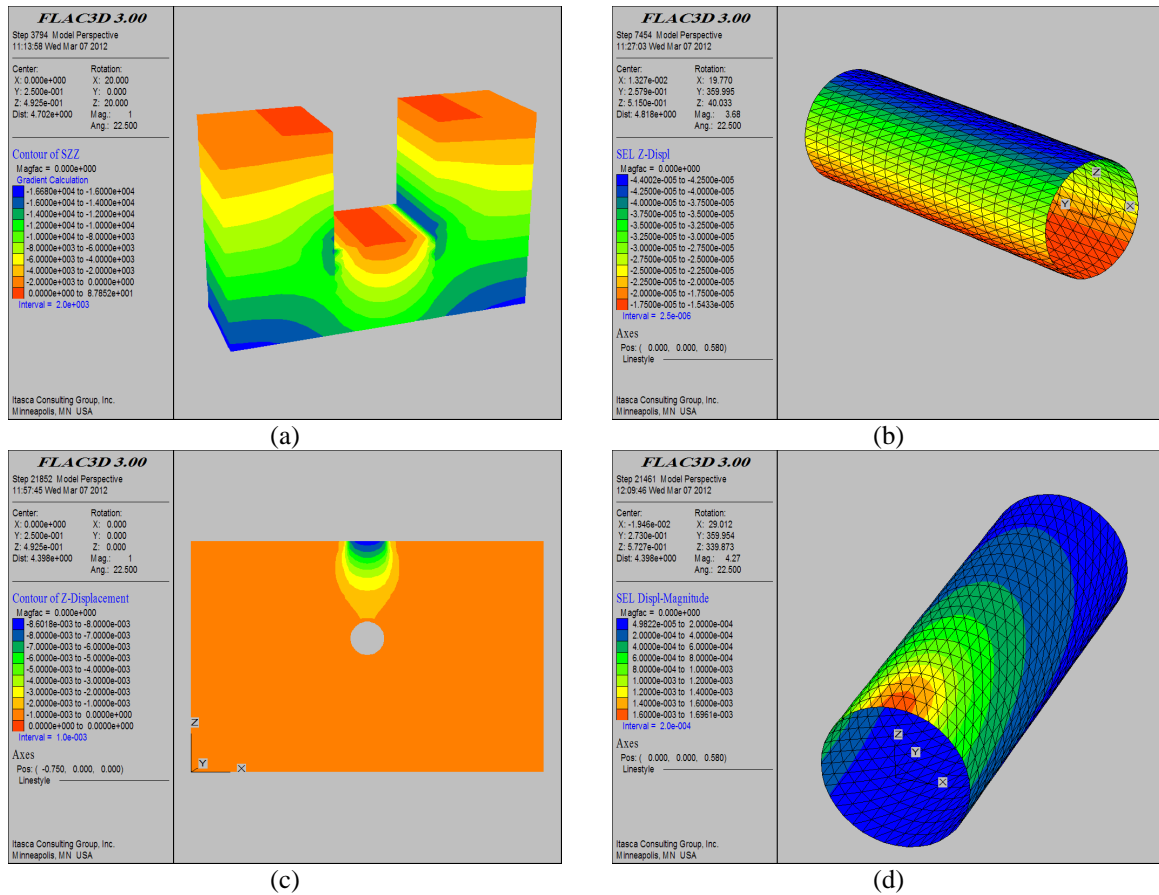 FLAC3D 3.00
Step 3794  Model Perspective
11:13:58 Wed Mar 07 2012
Center:
X: 0.000e+000
Y: 2.500e-001
Z: 4.925e-001
Dist: 4.702e+000
Rotation:
X:  20.000
Y:   0.000
Z:  20.000
Mag.:      1
Ang.:  22.500
Contour of SZZ
Magfac =  0.000e+000
Gradient Calculation
-1.6680e+004 to -1.6000e+004
-1.6000e+004 to -1.4000e+004
-1.4000e+004 to -1.2000e+004
-1.2000e+004 to -1.0000e+004
-1.0000e+004 to -8.0000e+003
-8.0000e+003 to -6.0000e+003
-6.0000e+003 to -4.0000e+003
-4.0000e+003 to -2.0000e+003
-2.0000e+003 to  0.0000e+000
0.0000e+000 to  8.7852e+001
Interval =  2.0e+003
Itasca Consulting Group, Inc.
Minneapolis, MN  USA
(a)
FLAC3D 3.00
Step 7454  Model Perspective
11:27:03 Wed Mar 07 2012
Center:
X: 1.327e-002
Y: 2.579e-001
Z: 5.150e-001
Dist: 4.818e+000
Rotation:
X:  19.770
Y: 359.995
Z:  40.033
Mag.:   3.68
Ang.:  22.500
SEL Z-Displ
Magfac =  0.000e+000
-4.4002e-005 to -4.2500e-005
-4.2500e-005 to -4.0000e-005
-4.0000e-005 to -3.7500e-005
-3.7500e-005 to -3.5000e-005
-3.5000e-005 to -3.2500e-005
-3.2500e-005 to -3.0000e-005
-3.0000e-005 to -2.7500e-005
-2.7500e-005 to -2.5000e-005
-2.5000e-005 to -2.2500e-005
-2.2500e-005 to -2.0000e-005
-2.0000e-005 to -1.7500e-005
-1.7500e-005 to -1.5433e-005
Interval =  2.5e-006
Axes
Pos: (  0.000,  0.000,  0.580)
Linestyle
Itasca Consulting Group, Inc.
Minneapolis, MN  USA
Z
Y
X
(b)
FLAC3D 3.00
Step 21852  Model Perspective
11:57:45 Wed Mar 07 2012
Center:
X: 0.000e+000
Y: 2.500e-001
Z: 4.925e-001
Dist: 4.398e+000
Rotation:
X:   0.000
Y:   0.000
Z:   0.000
Mag.:      1
Ang.:  22.500
Contour of Z-Displacement
Magfac =  0.000e+000
-8.6018e-003 to -8.0000e-003
-8.0000e-003 to -7.0000e-003
-7.0000e-003 to -6.0000e-003
-6.0000e-003 to -5.0000e-003
-5.0000e-003 to -4.0000e-003
-4.0000e-003 to -3.0000e-003
-3.0000e-003 to -2.0000e-003
-2.0000e-003 to -1.0000e-003
-1.0000e-003 to  0.0000e+000
0.0000e+000 to  0.0000e+000
Interval =  1.0e-003
Axes
Pos: ( -0.750,  0.000,  0.000)
Linestyle
Itasca Consulting Group, Inc.
Minneapolis, MN  USA
Z
Y
X
(c)
FLAC3D 3.00
Step 21461  Model Perspective
12:09:46 Wed Mar 07 2012
Center:
X: -1.946e-002
Y: 2.730e-001
Z: 5.727e-001
Dist: 4.398e+000
Rotation:
X:  29.012
Y: 359.954
Z: 339.873
Mag.:   4.27
Ang.:  22.500
SEL Displ-Magnitude
Magfac =  0.000e+000
4.9822e-005 to  2.0000e-004
2.0000e-004 to  4.0000e-004
4.0000e-004 to  6.0000e-004
6.0000e-004 to  8.0000e-004
8.0000e-004 to  1.0000e-003
1.0000e-003 to  1.2000e-003
1.2000e-003 to  1.4000e-003
1.4000e-003 to  1.6000e-003
1.6000e-003 to  1.6961e-003
Interval =  2.0e-004
Axes
Pos: (  0.000,  0.000,  0.580)
Linestyle
Itasca Consulting Group, Inc.
Minneapolis, MN  USA
Z
Y
X
(d)